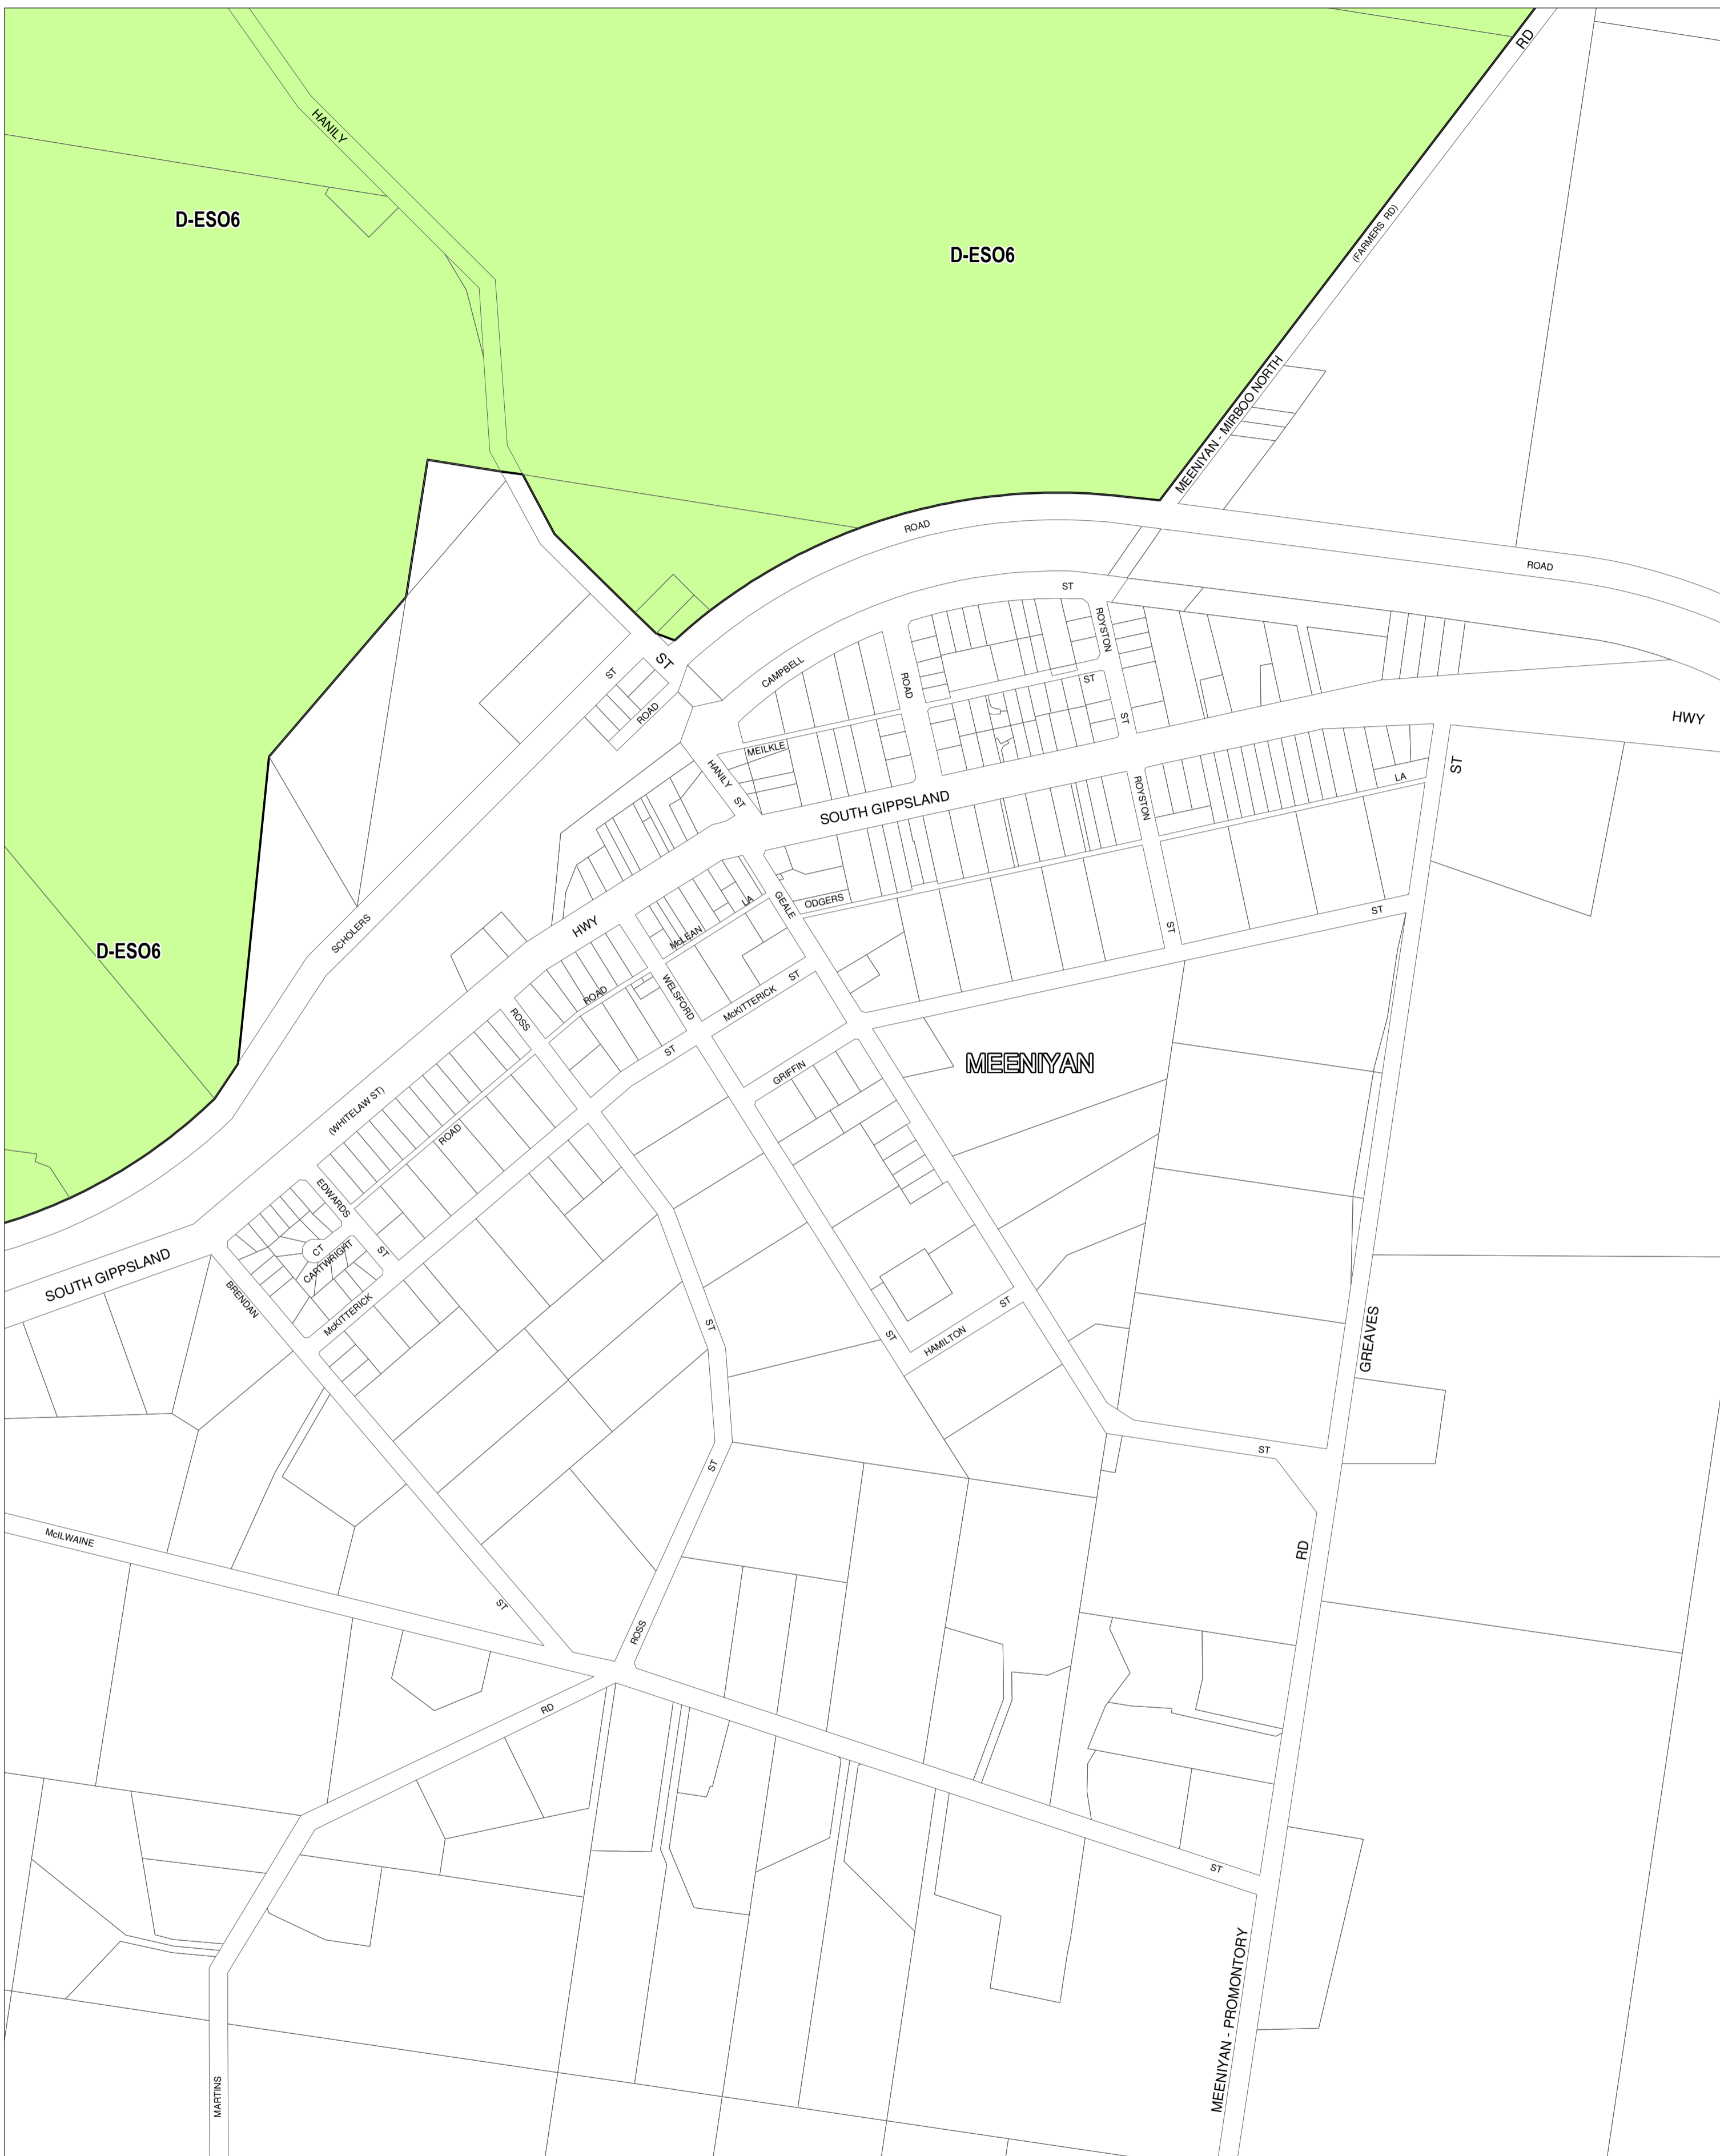 RD
HANILY
D-ESO6
D-ESO6
(FARMERS RD)
MEENIYAN - MIRBOO NORTH
ROAD
ROAD
ST
ROYSTON
ST
CAMPBELL
ST
ROAD
ST
ROAD
ST
HWY
MEILKLE
HANILY
ST
SOUTH GIPPSLAND
ROYSTON
LA
ST
ODGERS
GEALE
LA
McLEAN
HWY
SCHOLERS
D-ESO6
ST
ST
ST
McKITTERICK
WELSFORD
ROAD
ROSS
ST
MEENIYAN
GRIFFIN
(WHITELAW ST)
ROAD
EDWARDS
ST
CT
CARTWRIGHT
SOUTH GIPPSLAND
BRENDAN
McKITTERICK
ST
ST
HAMILTON
ST
GREAVES
ST
ST
RD
McILWAINE
ST
ROSS
RD
ST
MEENIYAN - PROMONTORY
MARTINS